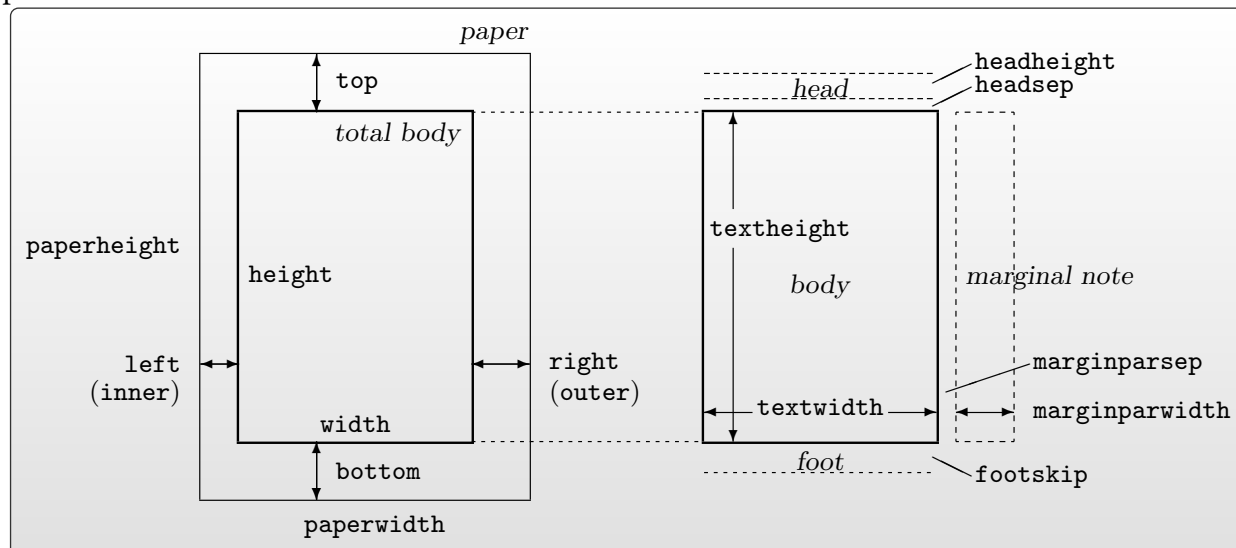 paper
top
total body
paperheight
height
left
(inner)
right
(outer)
width
bottom
paperwidth
headheight
head
headsep
textheight
body
marginal note
marginparsep
textwidth
marginparwidth
foot
footskip